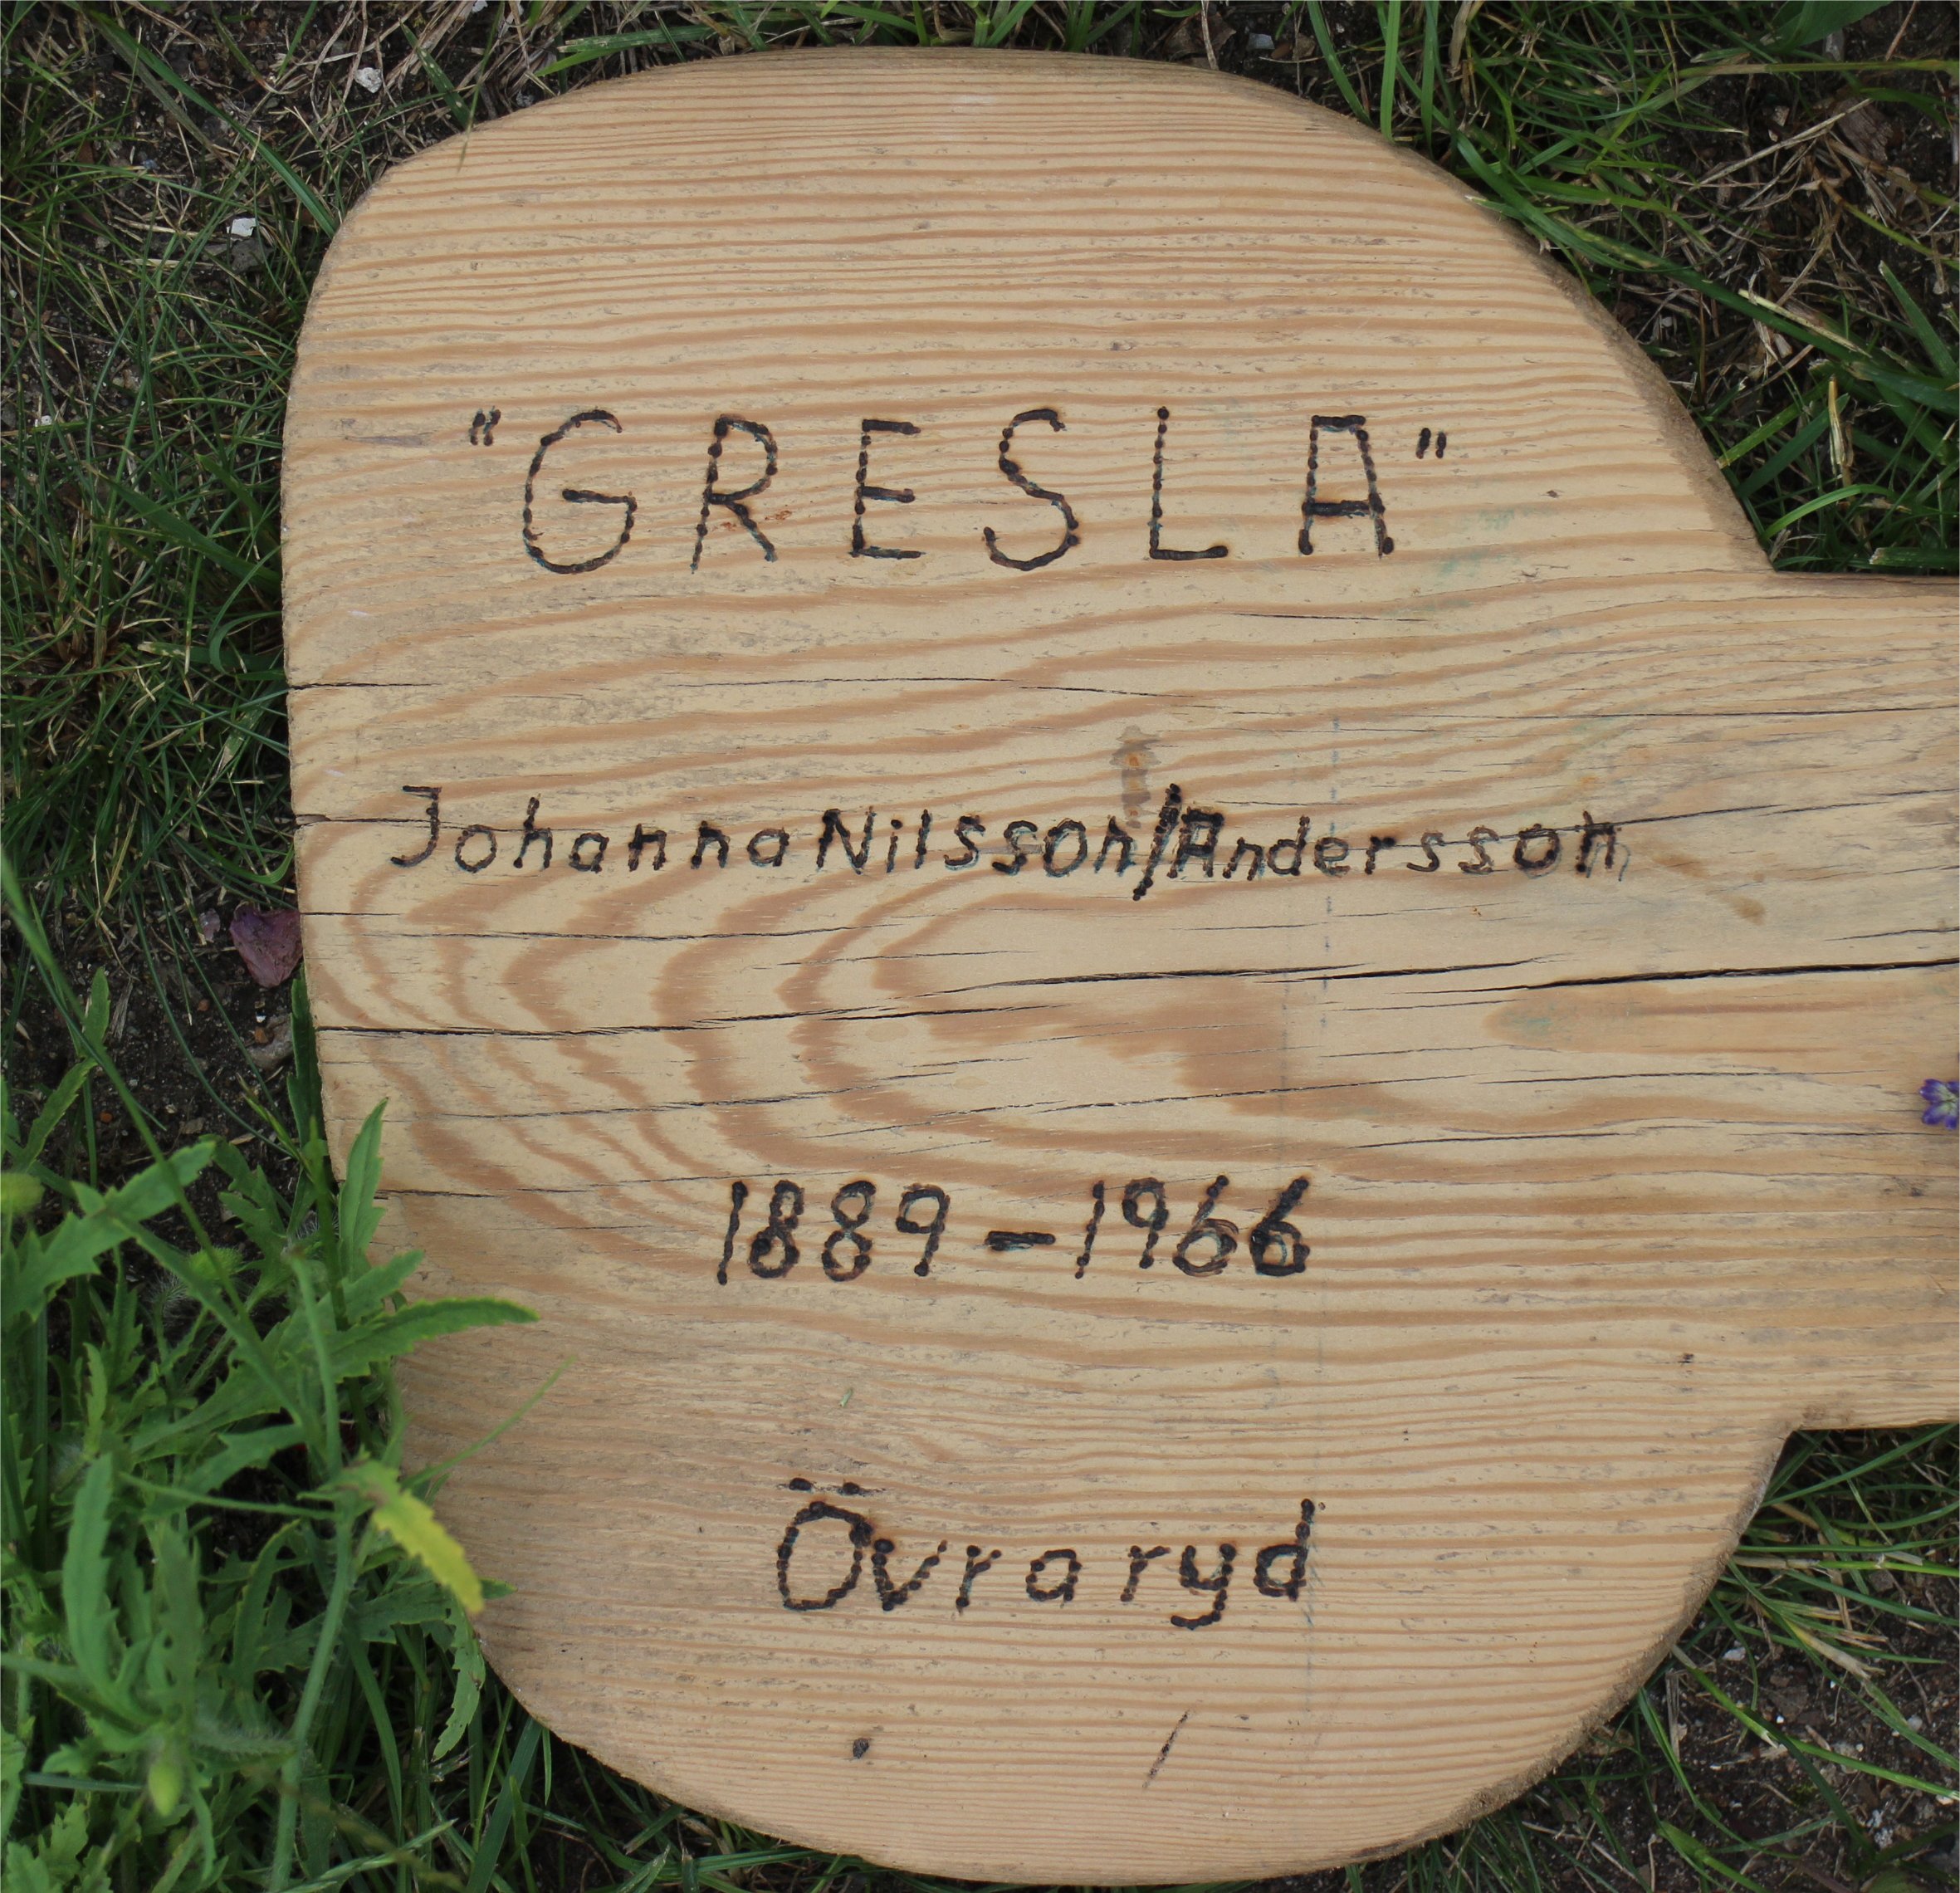 "GRESLA"
Johanna Nilsson/Andersson
1889-1966
Övraryd